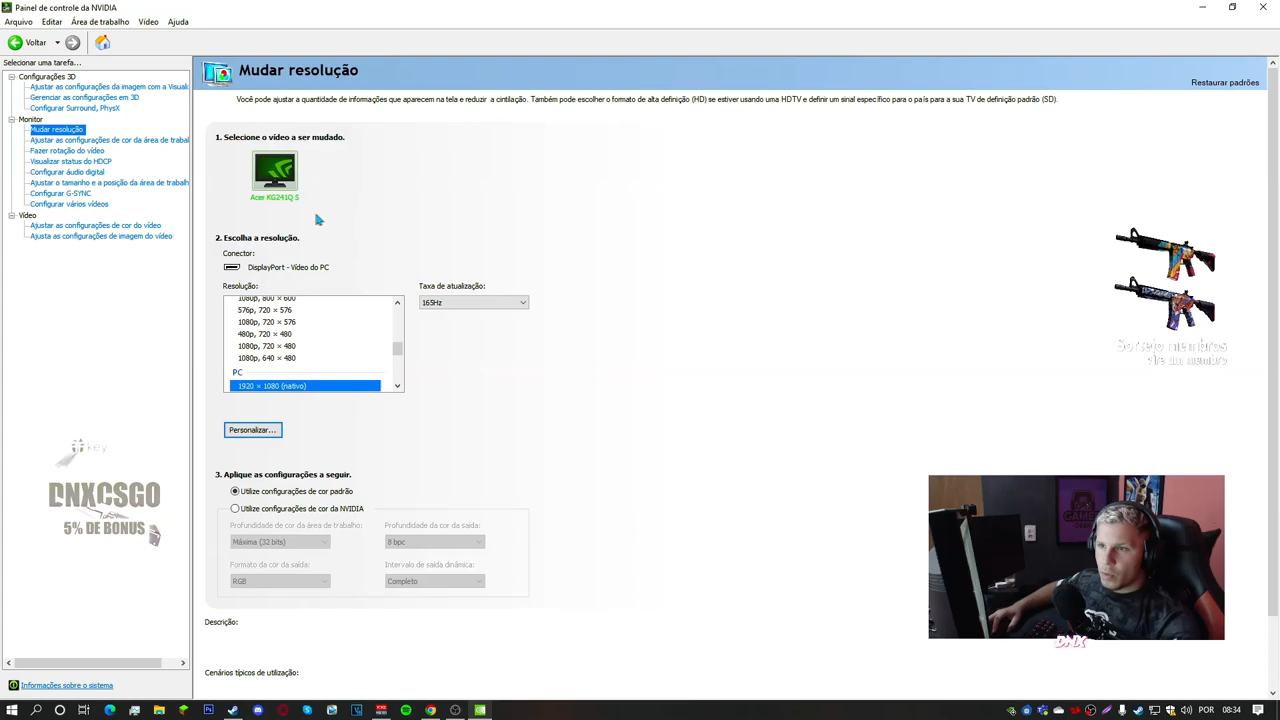 Painel de controle da NVIDIA
Arquivo Editar Área de trabalho Vídeo Ajuda
Voltar
Selecionar uma tarefa...
Configurações 3D
Ajustar as configurações da imagem com a Visuali
Gerenciar as configurações em 3D
Configurar Surround, PhysX
Monitor
Mudar resolução
Ajustar as configurações de cor da área de trabal
Fazer rotação do vídeo
Visualizar status do HDCP
Configurar áudio digital
Ajustar o tamanho e a posição da área de trabalh
Configurar G-SYNC
Configurar vários vídeos
Vídeo
Ajustar as configurações de cor do vídeo
Ajusta as configurações de imagem do vídeo
key
DNXCSGO
5% DE BONUS
Informações sobre o sistema
Mudar resolução
Restaurar padrões
Você pode ajustar a quantidade de informações que aparecem na tela e reduzir a cintilação. Também pode escolher o formato de alta definição (HD) se estiver usando uma HDTV e definir um sinal específico para o país para a sua TV de definição padrão (SD).
1. Selecione o vídeo a ser mudado.
Acer KG241Q S
2. Escolha a resolução.
Conector:
DisplayPort - Vídeo do PC
Resolução:
1080p, 800 × 600
576p, 720 × 576
1080p, 720 × 576
480p, 720 × 480
1080p, 720 × 480
1080p, 640 × 480
PC
1920 × 1080 (nativo)
Taxa de atualização:
165Hz
Personalizar...
3. Aplique as configurações a seguir.
Utilize configurações de cor padrão
Utilize configurações de cor da NVIDIA
Profundidade de cor da área de trabalho:
Profundidade da cor da saída:
Máxima (32 bits)
8 bpc
Formato da cor da saída:
Intervalo de saída dinâmica:
RGB
Completo
Descrição:
Cenários típicos de utilização:
Sorteio membros
DNX
POR 08:34